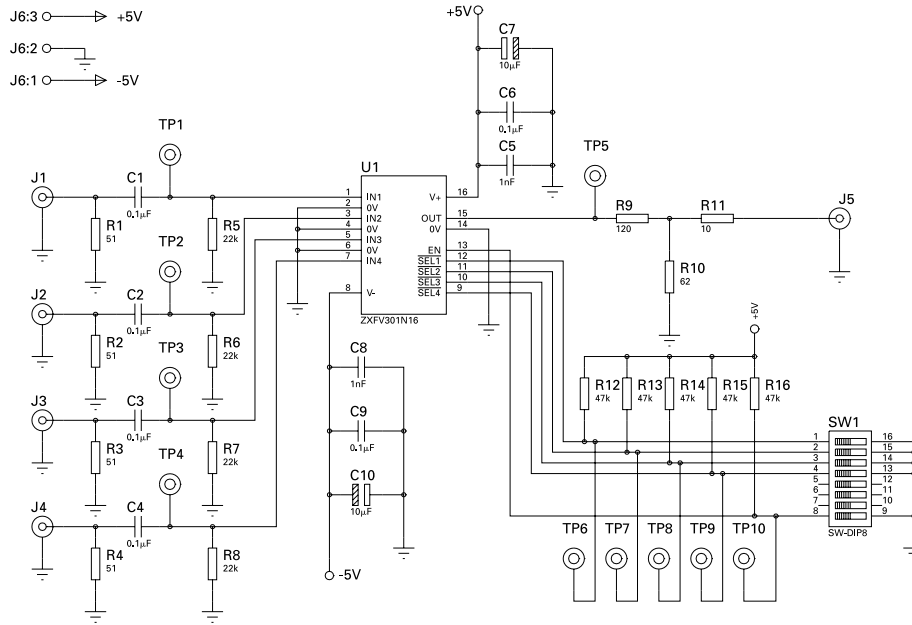 J6:3 +5V
J6:2
J6:1 -5V
+5V
C7
10µF
C6
0.1µF
C5
1nF
TP1
J1
C1
0.1µF
R1
51
R5
22k
TP2
J2
C2
0.1µF
R2
51
R6
22k
TP3
J3
C3
0.1µF
R3
51
R7
22k
TP4
J4
C4
0.1µF
R4
51
R8
22k
U1
1 IN1
2 0V
3 IN2
4 0V
5 IN3
6 0V
7 IN4
8 V-
V+ 16
OUT 15
0V 14
EN 13
SEL1 12
SEL2 11
SEL3 10
SEL4 9
ZXFV301N16
C8
1nF
C9
0.1µF
C10
10µF
-5V
TP5
R9
120
R11
10
J5
R10
62
+5V
R12
47k
R13
47k
R14
47k
R15
47k
R16
47k
SW1
1 16
2 15
3 14
4 13
5 12
6 11
7 10
8 9
SW-DIP8
TP6 TP7 TP8 TP9 TP10